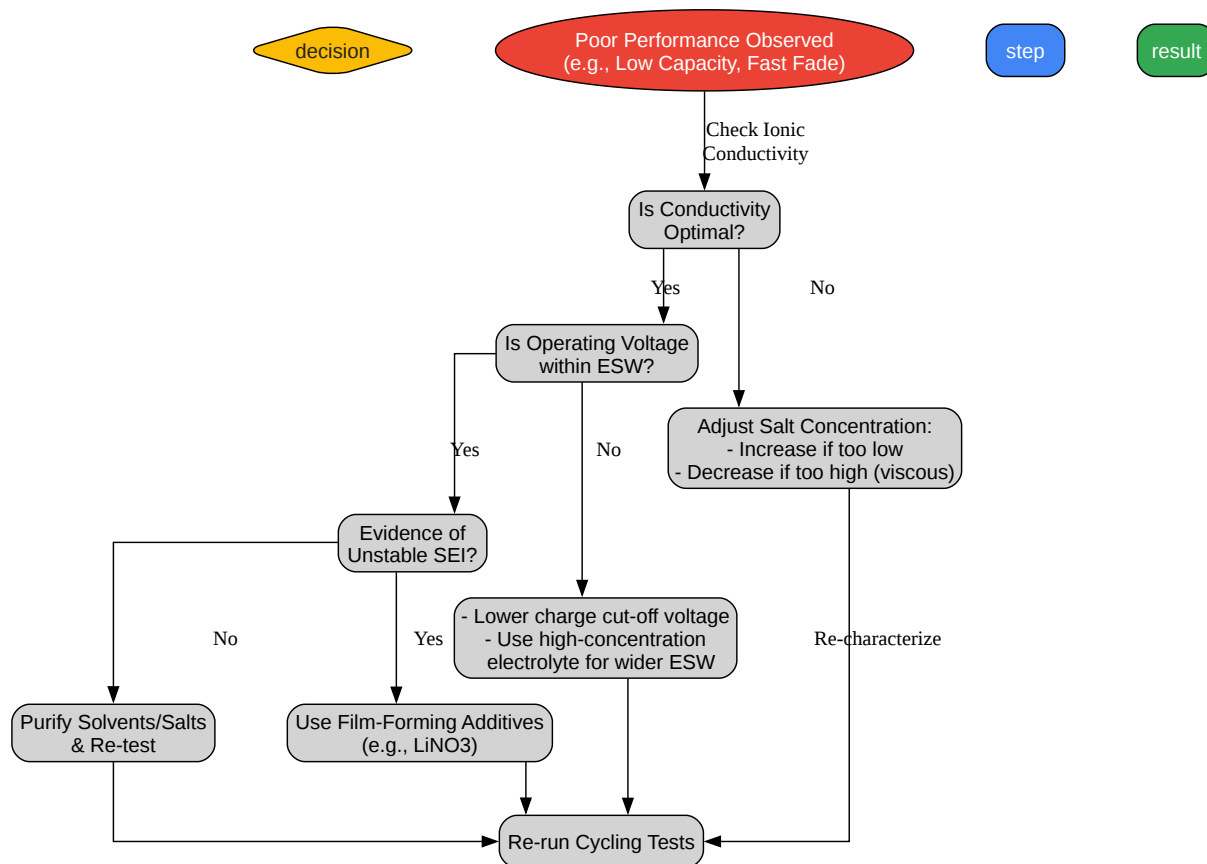 decision
Poor Performance Observed
(e.g., Low Capacity, Fast Fade)
step
result
Check Ionic
Conductivity
Is Conductivity
Optimal?
Yes
No
Is Operating Voltage
within ESW?
Yes
No
Adjust Salt Concentration:
- Increase if too low
- Decrease if too high (viscous)
Evidence of
Unstable SEI?
No
Yes
- Lower charge cut-off voltage
- Use high-concentration
electrolyte for wider ESW
Re-characterize
Purify Solvents/Salts
& Re-test
Use Film-Forming Additives
(e.g., LiNO3)
Re-run Cycling Tests